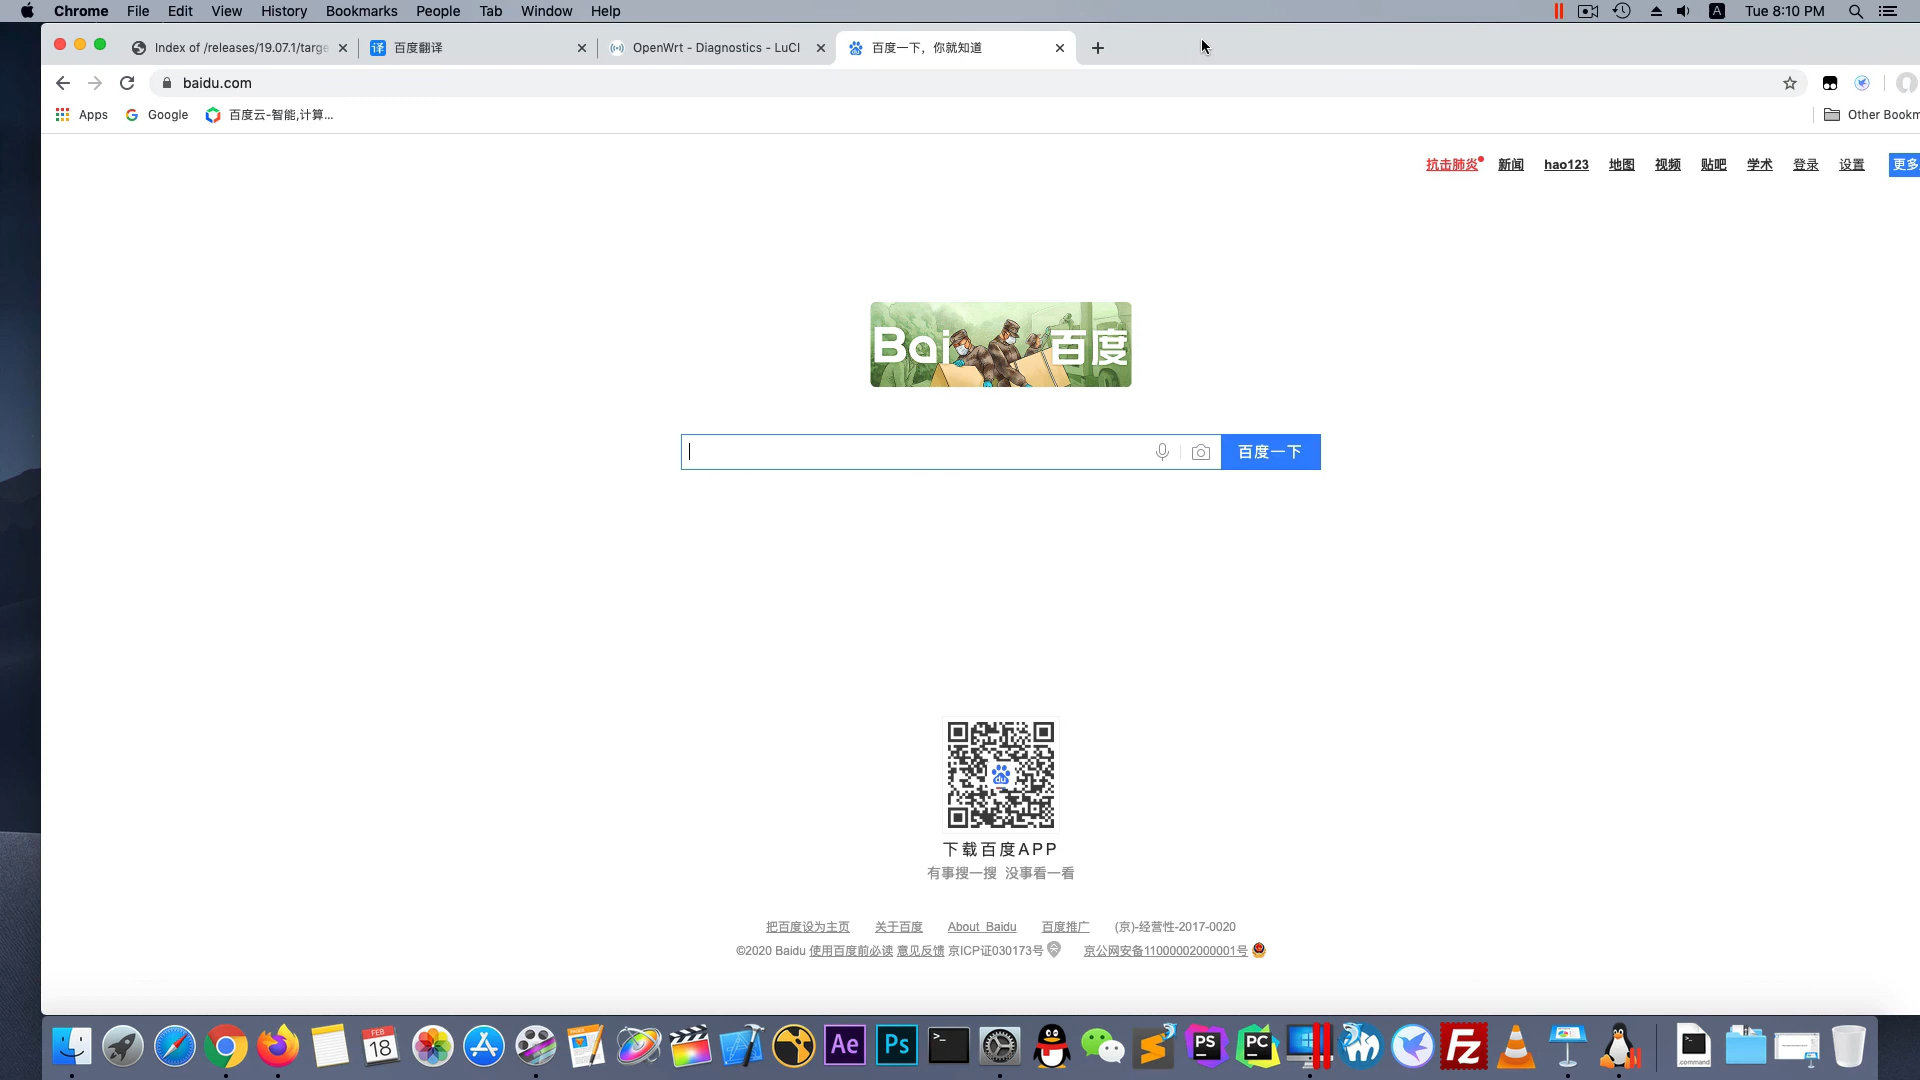 Chrome File Edit View History Bookmarks People Tab Window Help
A Tue 8:10 PM
Index of /releases/19.07.1/targe
译 百度翻译
OpenWrt - Diagnostics - LuCI
百度一下，你就知道
baidu.com
Apps Google 百度云-智能,计算...
Other Bookm
抗击肺炎 新闻 hao123 地图 视频 贴吧 学术 登录 设置 更多
Bai 百度
百度一下
du
下载百度APP
有事搜一搜 没事看一看
把百度设为主页 关于百度 About Baidu 百度推广 (京)-经营性-2017-0020
©2020 Baidu 使用百度前必读 意见反馈 京ICP证030173号 京公网安备11000002000001号
FEB
18
PAGES
Ae
Ps
>_
PS
PC
Fz
command